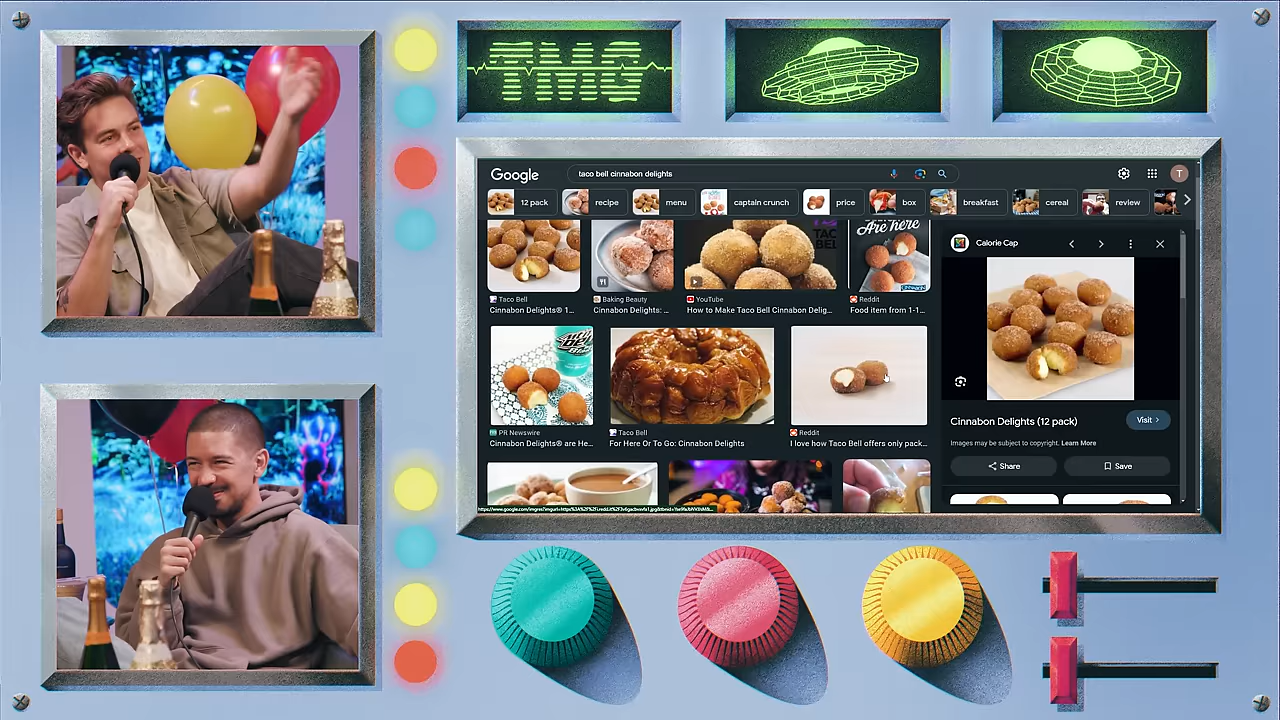 TMG
Google
taco bell cinnabon delights
T
12 pack
recipe
menu
captain crunch
price
box
breakfast
cereal
review
Are here
Calorie Cap
Taco Bell
Cinnabon Delights® 1...
Baking Beauty
Cinnabon Delights: ...
YouTube
How to Make Taco Bell Cinnabon Delig...
Reddit
Food item from 1-1...
PR Newswire
Cinnabon Delights® are He...
Taco Bell
For Here Or To Go: Cinnabon Delights
Reddit
I love how Taco Bell offers only pack...
Cinnabon Delights (12 pack)
Visit
Images may be subject to copyright. Learn More
Share
Save